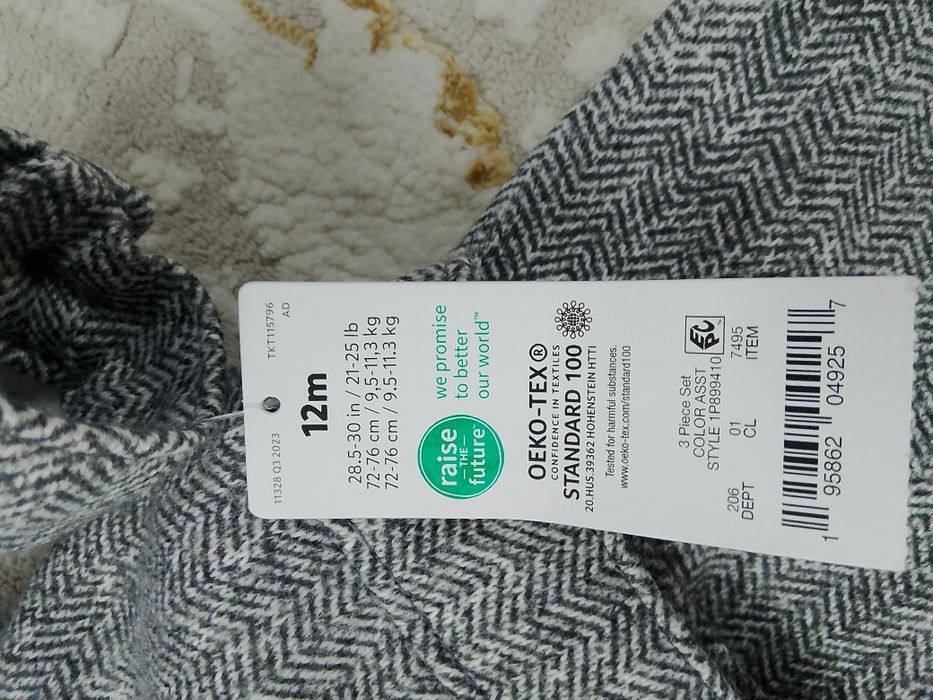 11328 Q3 2023
TKT115796
AD
12m
28.5-30 in / 21-25 lb
72-76 cm / 9,5-11,3 kg
72-76 cm / 9.5-11.3 kg
raise
THE
future
we promise
to better
our world™
OEKO-TEX®
CONFIDENCE IN TEXTILES
STANDARD 100
20.HUS.39362 HOHENSTEIN HTTI
Tested for harmful substances.
www.oeko-tex.com/standard100
3 Piece Set
COLOR ASST
STYLE 1P899410
EPC
206 01 7495
DEPT CL ITEM
1 95862 04925 7